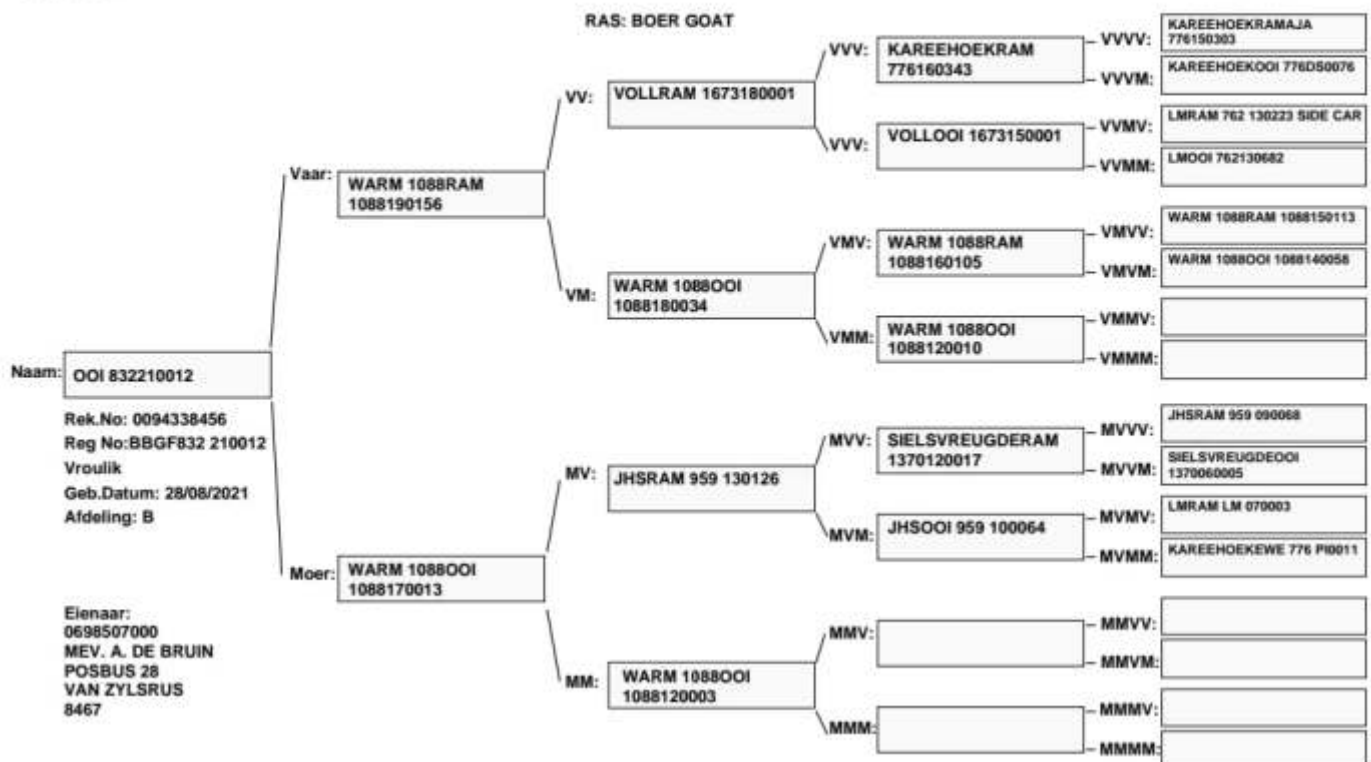 RAS: BOER GOAT
Naam:
OOI 832210012
Rek.No: 0094338456
Reg No:BBGF832 210012
Vroulik
Geb.Datum: 28/08/2021
Afdeling: B
Eienaar:
0698507000
MEV. A. DE BRUIN
POSBUS 28
VAN ZYLSRUS
8467
Vaar:
WARM 1088RAM
1088190156
Moer:
WARM 1088OOI
1088170013
VV:
VOLLRAM 1673180001
VM:
WARM 1088OOI
1088180034
MV:
JHSRAM 959 130126
MM:
WARM 1088OOI
1088120003
VVV:
KAREEHOEKRAM
776160343
VVV:
VOLLOOI 1673150001
VMV:
WARM 1088RAM
1088160105
VMM:
WARM 1088OOI
1088120010
MVV:
SIELSVREUGDERAM
1370120017
MVM:
JHSOOI 959 100064
MMV:
MMM:
VVVV:
KAREEHOEKRAMAJA
776150303
VVVM:
KAREEHOEKOOI 776DS0076
VVMV:
LMRAM 762 130223 SIDE CAR
VVMM:
LMOOI 762130682
VMVV:
WARM 1088RAM 1088150113
VMVM:
WARM 1088OOI 1088140058
VMMV:
VMMM:
MVVV:
JHSRAM 959 090068
MVVM:
SIELSVREUGDEOOI
1370060005
MVMV:
LMRAM LM 070003
MVMM:
KAREEHOEKEWE 776 PI0011
MMVV:
MMVM:
MMMV:
MMMM: